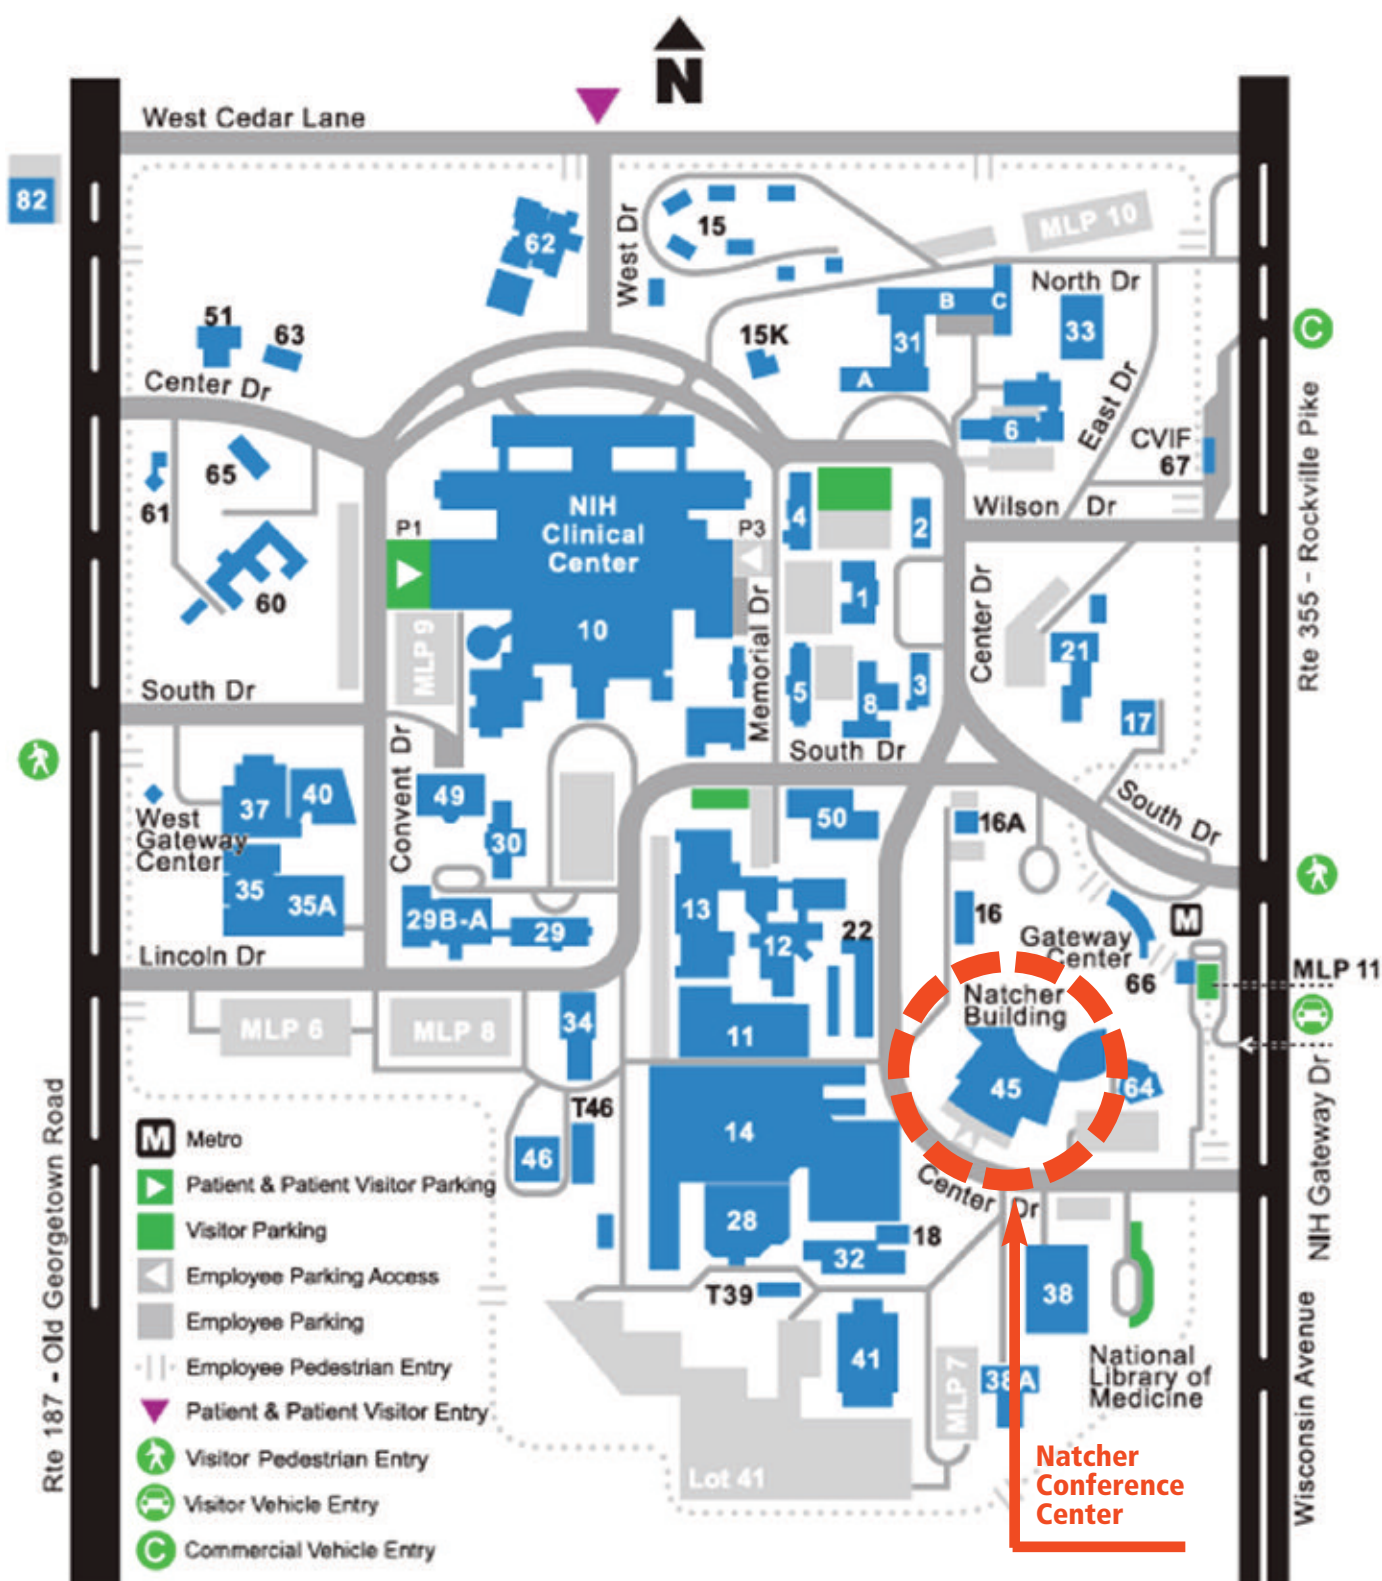 N
West Cedar Lane
82
62
West Dr
15
MLP 10
North Dr
B
C
33
31
A
15K
51
63
Center Dr
6
East Dr
CVIF
67
C
Rte 355 - Rockville Pike
65
61
60
P1
NIH
Clinical
Center
10
P3
4
2
Wilson Dr
1
Memorial Dr
MLP 9
Center Dr
21
5
8
3
17
South Dr
South Dr
South Dr
Convent Dr
37
40
49
30
West
Gateway
Center
35
35A
50
16A
16
29B-A
29
13
12
22
Gateway
Center
66
M
MLP 11
Lincoln Dr
Natcher
Building
45
64
MLP 6
MLP 8
34
11
T46
46
14
28
18
32
T39
Center Dr
38
41
MLP 7
38A
National
Library of
Medicine
Lot 41
NIH Gateway Dr
Wisconsin Avenue
Rte 187 - Old Georgetown Road
M Metro
Patient & Patient Visitor Parking
Visitor Parking
Employee Parking Access
Employee Parking
Employee Pedestrian Entry
Patient & Patient Visitor Entry
Visitor Pedestrian Entry
Visitor Vehicle Entry
C Commercial Vehicle Entry
Natcher
Conference
Center